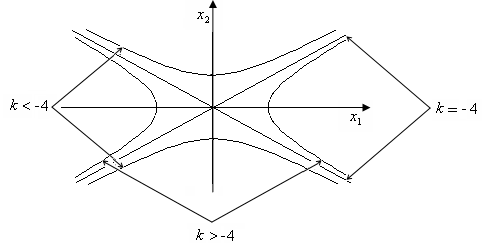 x₂
k < -4
x₁
k = -4
k > -4